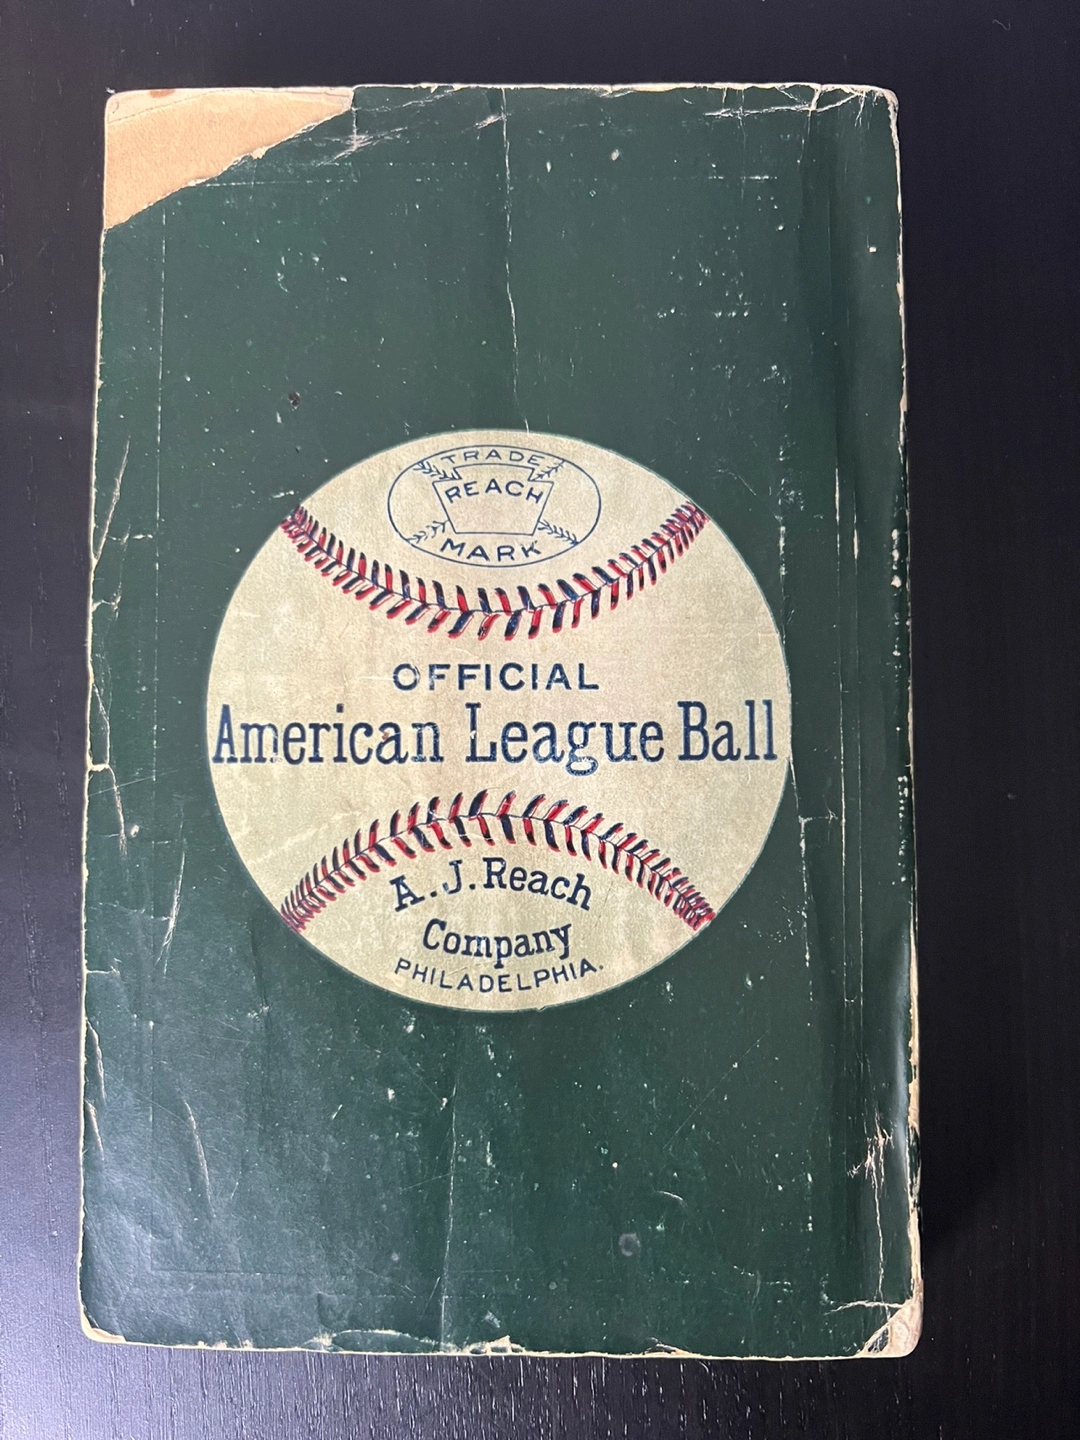 TRADE
REACH
MARK
OFFICIAL
American League Ball
A. J. Reach
Company
PHILADELPHIA.